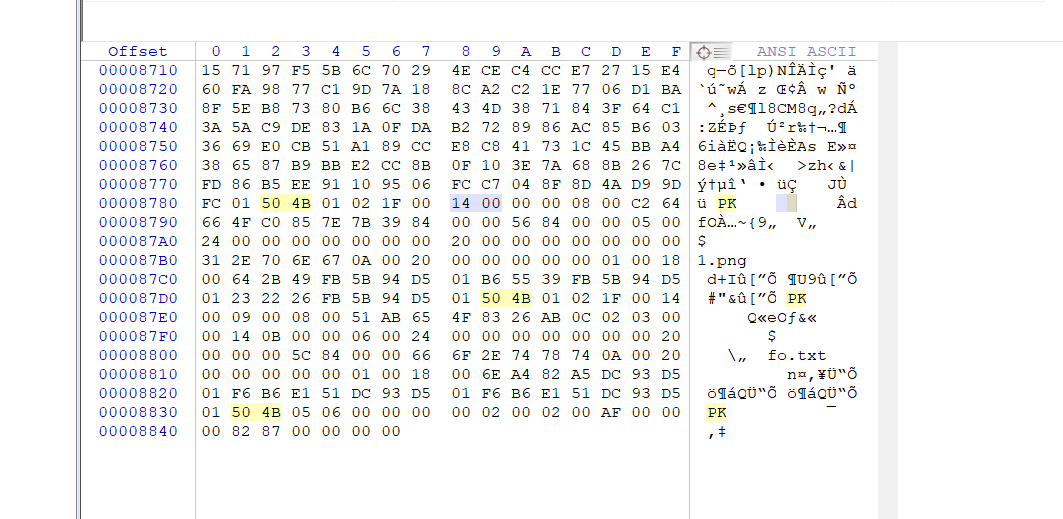 Offset 0 1 2 3 4 5 6 7 8 9 A B C D E F ANSI ASCII
00008710 15 71 97 F5 5B 6C 70 29 4E CE C4 CC E7 27 15 E4 q—õ[lp)NÎÄÌç' ä
00008720 60 FA 98 77 C1 9D 7A 18 8C A2 C2 1E 77 06 D1 BA `ú˜wÁ z Œ¢Â w Ñº
00008730 8F 5E B8 73 80 B6 6C 38 43 4D 38 71 84 3F 64 C1 ^¸s€¶l8CM8q„?dÁ
00008740 3A 5A C9 DE 83 1A 0F DA B2 72 89 86 AC 85 B6 03 :ZÉÞƒ Ú²r‰†¬…¶
00008750 36 69 E0 CB 51 A1 89 CC E8 C8 41 73 1C 45 BB A4 6iàËQ¡‰ÌèÈAs E»¤
00008760 38 65 87 B9 BB E2 CC 8B 0F 10 3E 7A 68 8B 26 7C 8e‡¹»âÌ‹ >zh‹&|
00008770 FD 86 B5 EE 91 10 95 06 FC C7 04 8F 8D 4A D9 9D ý†µî‘ • üÇ JÙ
00008780 FC 01 50 4B 01 02 1F 00 14 00 00 00 08 00 C2 64 ü PK Âd
00008790 66 4F C0 85 7E 7B 39 84 00 00 56 84 00 00 05 00 fOÀ…~{9„ V„
000087A0 24 00 00 00 00 00 00 00 20 00 00 00 00 00 00 00 $
000087B0 31 2E 70 6E 67 0A 00 20 00 00 00 00 00 01 00 18 1.png
000087C0 00 64 2B 49 FB 5B 94 D5 01 B6 55 39 FB 5B 94 D5 d+Iû[”Õ ¶U9û[”Õ
000087D0 01 23 22 26 FB 5B 94 D5 01 50 4B 01 02 1F 00 14 #"&û[”Õ PK
000087E0 00 09 00 08 00 51 AB 65 4F 83 26 AB 0C 02 03 00 Q«eOƒ&«
000087F0 00 14 0B 00 00 06 00 24 00 00 00 00 00 00 00 20 $
00008800 00 00 00 5C 84 00 00 66 6F 2E 74 78 74 0A 00 20 \„ fo.txt
00008810 00 00 00 00 00 01 00 18 00 6E A4 82 A5 DC 93 D5 n¤‚¥Ü“Õ
00008820 01 F6 B6 E1 51 DC 93 D5 01 F6 B6 E1 51 DC 93 D5 ö¶áQÜ“Õ ö¶áQÜ“Õ
00008830 01 50 4B 05 06 00 00 00 00 02 00 02 00 AF 00 00 PK ¯
00008840 00 82 87 00 00 00 00 ‚‡